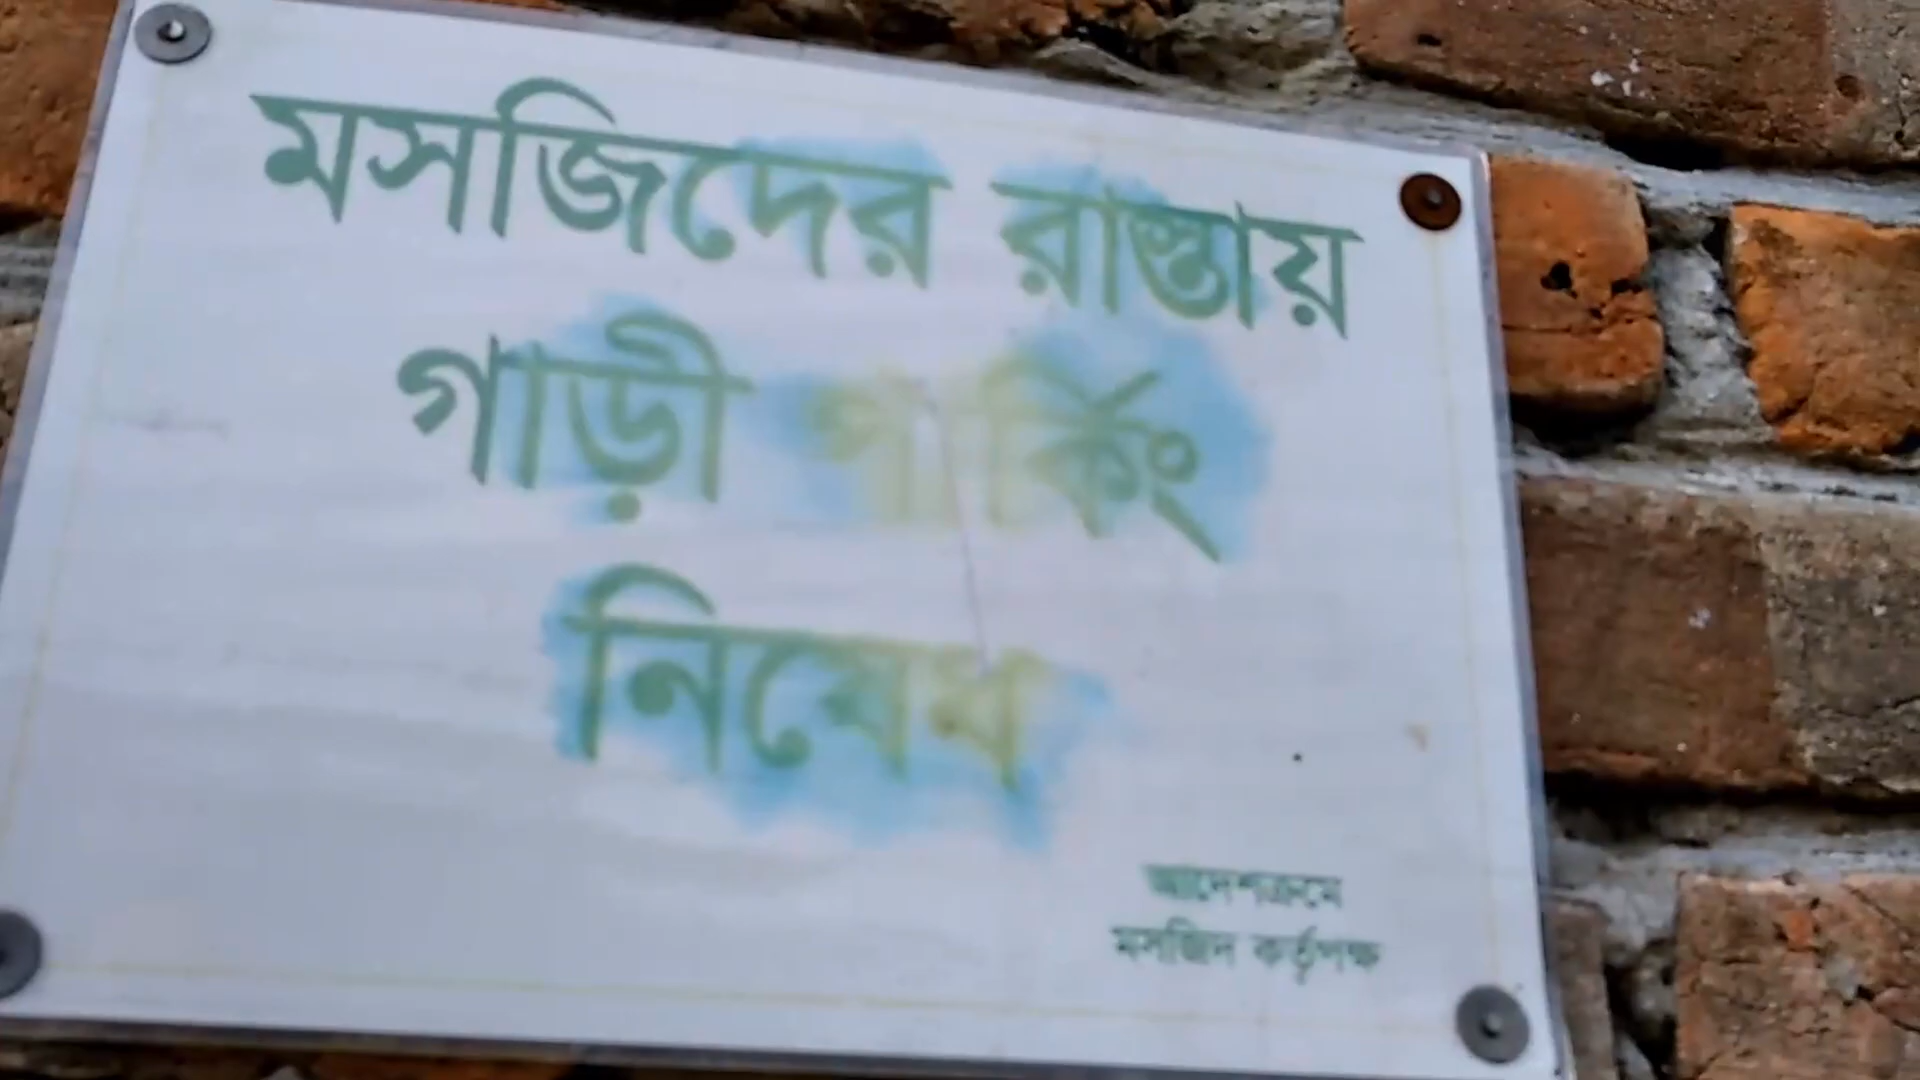 মসজিদের রাস্তায়
গাড়ী পার্কিং
নিষেধ
আদেশক্রমে
মসজিদ কর্তৃপক্ষ